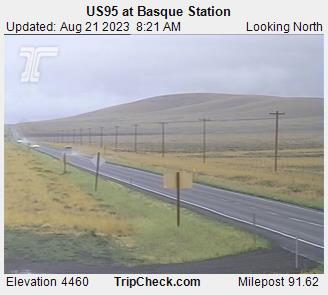 US95 at Basque Station
Updated: Aug 21 2023 8:21 AM Looking North
Elevation 4460 TripCheck.com Milepost 91.62